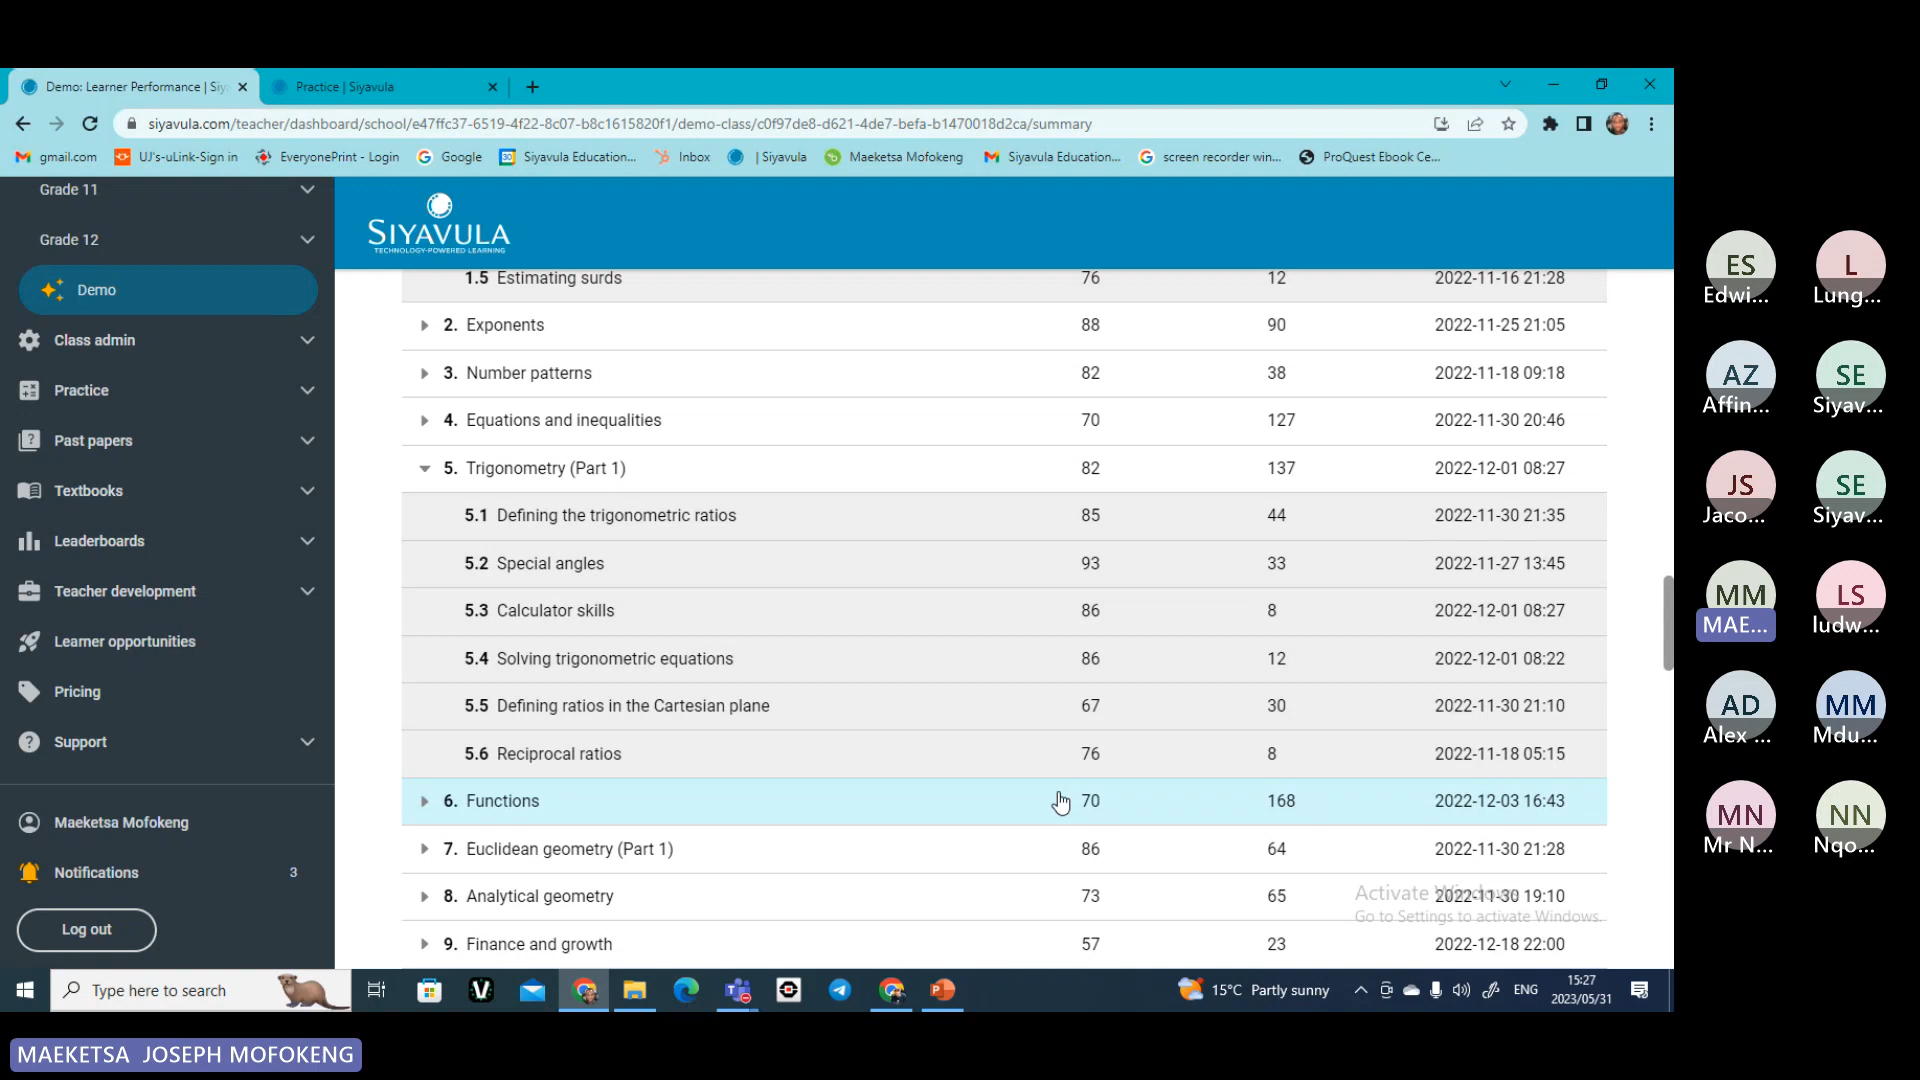 Demo: Learner Performance | Siy
Practice | Siyavula
siyavula.com/teacher/dashboard/school/e47ffc37-6519-4f22-8c07-b8c1615820f1/demo-class/c0f97de8-d621-4de7-befa-b1470018d2ca/summary
gmail.com UJ's-uLink-Sign in EveryonePrint - Login Google Siyavula Education... Inbox | Siyavula Maeketsa Mofokeng Siyavula Education... screen recorder win... ProQuest Ebook Ce...
Grade 11
Grade 12
Demo
Class admin
Practice
Past papers
Textbooks
Leaderboards
Teacher development
Learner opportunities
Pricing
Support
Maeketsa Mofokeng
Notifications 3
Log out
SIYAVULA
TECHNOLOGY-POWERED LEARNING
1.5 Estimating surds 76 12 2022-11-16 21:28
2. Exponents 88 90 2022-11-25 21:05
3. Number patterns 82 38 2022-11-18 09:18
4. Equations and inequalities 70 127 2022-11-30 20:46
5. Trigonometry (Part 1) 82 137 2022-12-01 08:27
5.1 Defining the trigonometric ratios 85 44 2022-11-30 21:35
5.2 Special angles 93 33 2022-11-27 13:45
5.3 Calculator skills 86 8 2022-12-01 08:27
5.4 Solving trigonometric equations 86 12 2022-12-01 08:22
5.5 Defining ratios in the Cartesian plane 67 30 2022-11-30 21:10
5.6 Reciprocal ratios 76 8 2022-11-18 05:15
6. Functions 70 168 2022-12-03 16:43
7. Euclidean geometry (Part 1) 86 64 2022-11-30 21:28
8. Analytical geometry 73 65 2022-11-30 19:10
9. Finance and growth 57 23 2022-12-18 22:00
Activate Windows
Go to Settings to activate Windows.
Type here to search
15°C Partly sunny
ENG
15:27
2023/05/31
ES L
Edwi... Lung...
AZ SE
Affin... Siyav...
JS SE
Jaco... Siyav...
MM LS
MAE... ludw...
AD MM
Alex ... Mdu...
MN NN
Mr N... Nqo...
MAEKETSA JOSEPH MOFOKENG